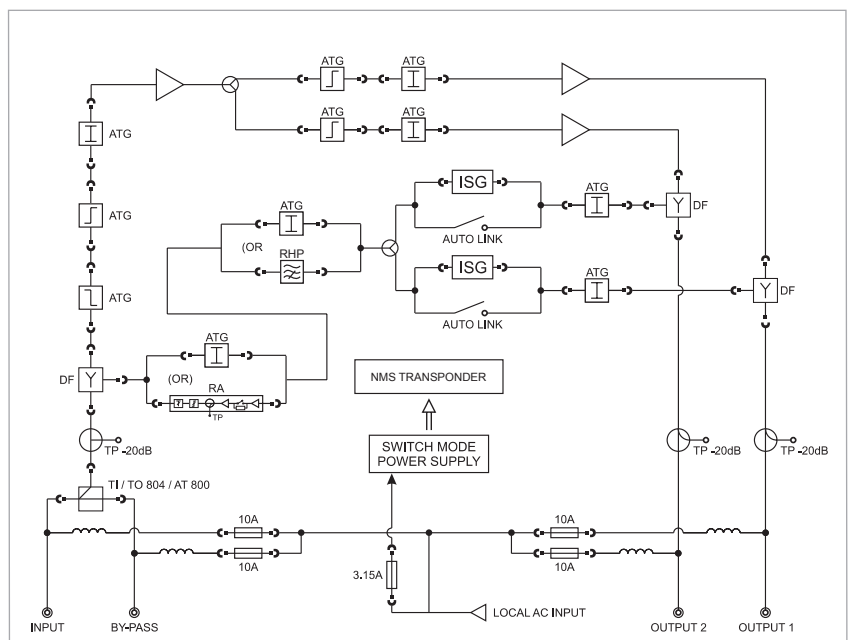 ATG
ATG
ATG
ATG
ATG
ATG
ATG
ISG
ATG
DF
AUTO LINK
ATG
(OR
RHP
ISG
ATG
DF
AUTO LINK
ATG
DF
(OR)
RA
TP
NMS TRANSPONDER
TP -20dB
SWITCH MODE
POWER SUPPLY
TP -20dB
TP -20dB
TI / TO 804 / AT 800
10A
10A
10A
10A
3.15A
LOCAL AC INPUT
INPUT
BY-PASS
OUTPUT 2
OUTPUT 1